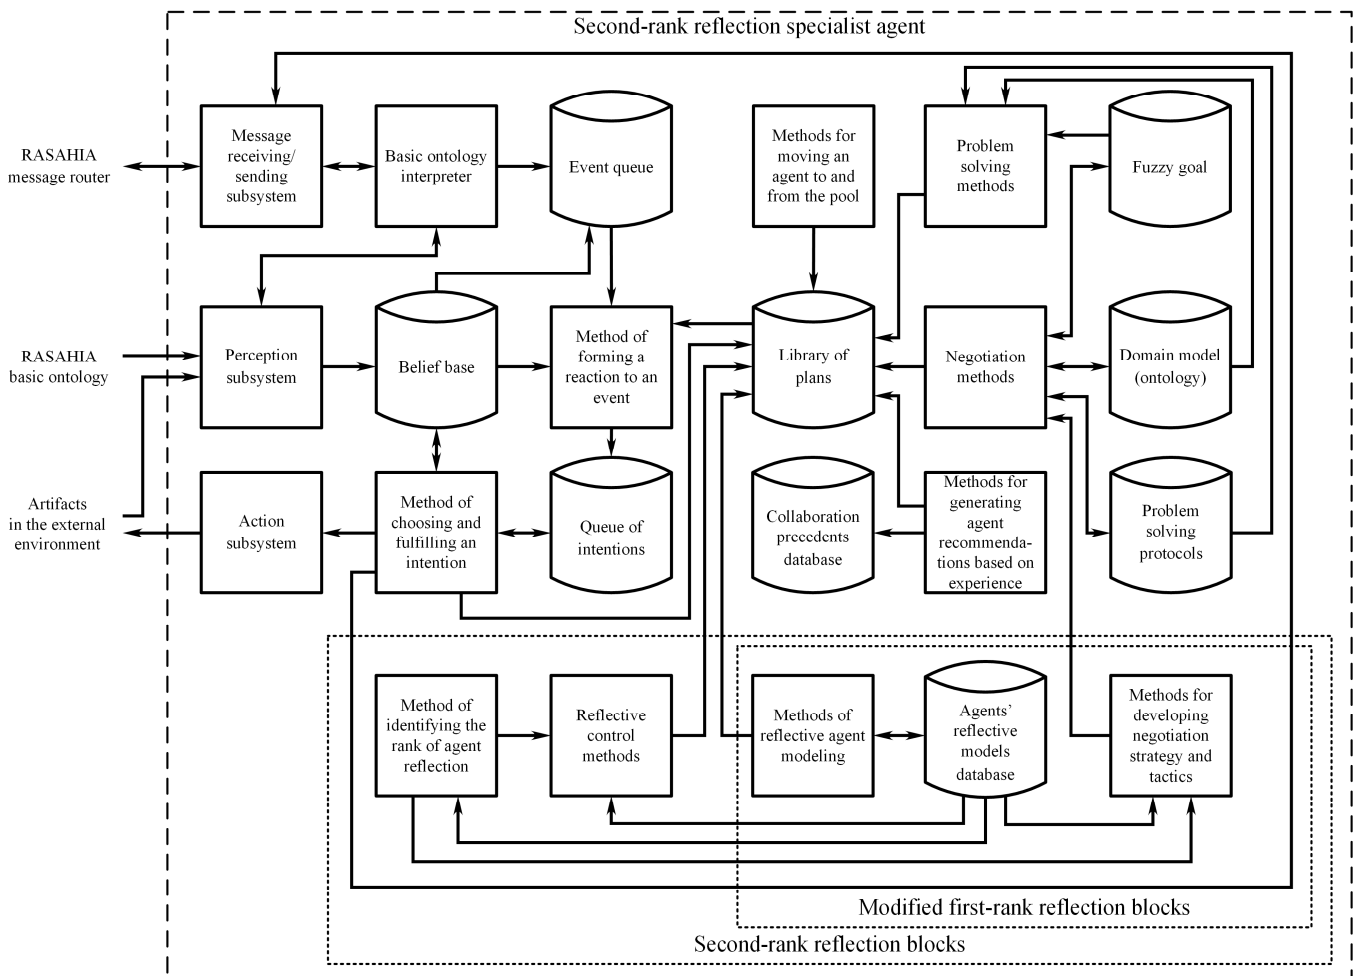 Second-rank reflection specialist agent
RASAHIA
message router
Message
receiving/
sending
subsystem
Basic ontology
interpreter
Event queue
Methods for
moving an
agent to and
from the pool
Problem
solving
methods
Fuzzy goal
RASAHIA
basic ontology
Perception
subsystem
Belief base
Method of
forming a
reaction to an
event
Library of
plans
Negotiation
methods
Domain model
(ontology)
Artifacts
in the external
environment
Action
subsystem
Method of
choosing and
fulfilling an
intention
Queue of
intentions
Collaboration
precedents
database
Methods for
generating
agent
recommenda-
tions based on
experience
Problem
solving
protocols
Method of
identifying the
rank of agent
reflection
Reflective
control
methods
Methods of
reflective agent
modeling
Agents’
reflective
models
database
Methods for
developing
negotiation
strategy and
tactics
Modified first-rank reflection blocks
Second-rank reflection blocks